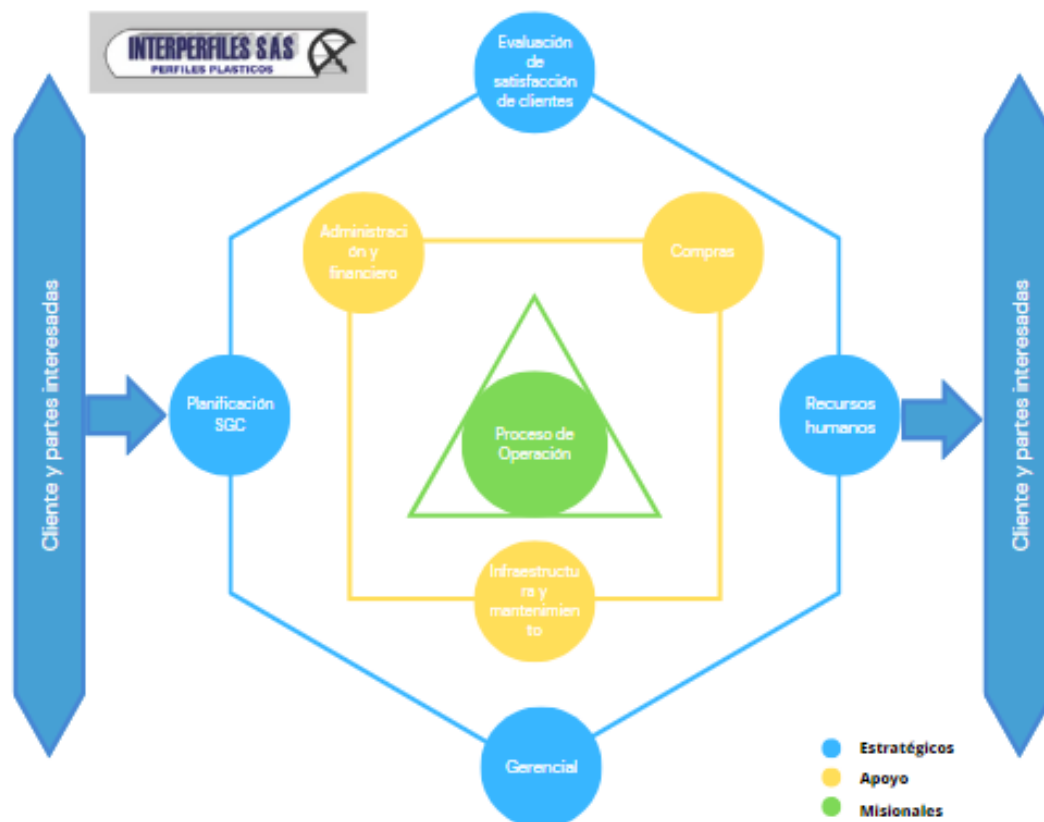 INTERPERFILES SAS
PERFILES PLASTICOS
Evaluación
de
satisfacción
de clientes
Administraci
ón y
financiero
Compras
Cliente y partes interesadas
Planificación
SGC
Proceso de
Operación
Recursos
humanos
Cliente y partes interesadas
Infraestructu
ra y
mantenimien
to
Gerencial
Estratégicos
Apoyo
Misionales